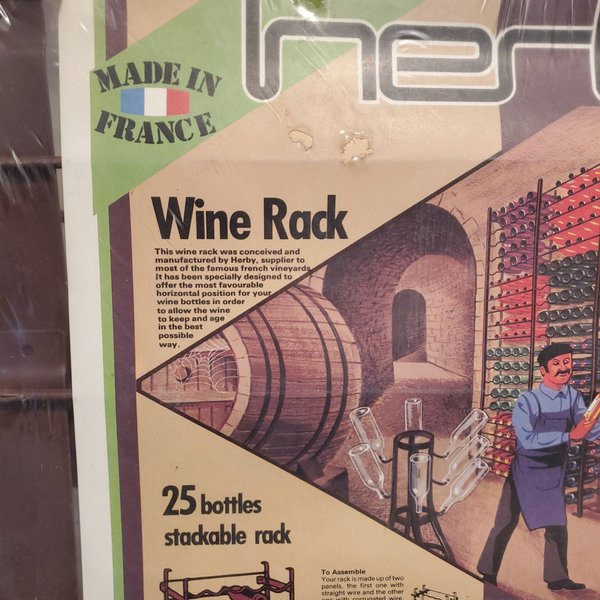 MADE IN
FRANCE
Wine Rack
This wine rack was conceived and
manufactured by Herby, supplier to
most of the famous french vineyards
It has been specially designed to
offer the most favourable
horizontal position for your
wine bottles in order
to allow the wine
to keep and age
in the best
possible
way.
25 bottles
stackable rack
To Assemble
Your rack is made up of two
panels, the first one with
straight wire and the other
one with corrugated wire